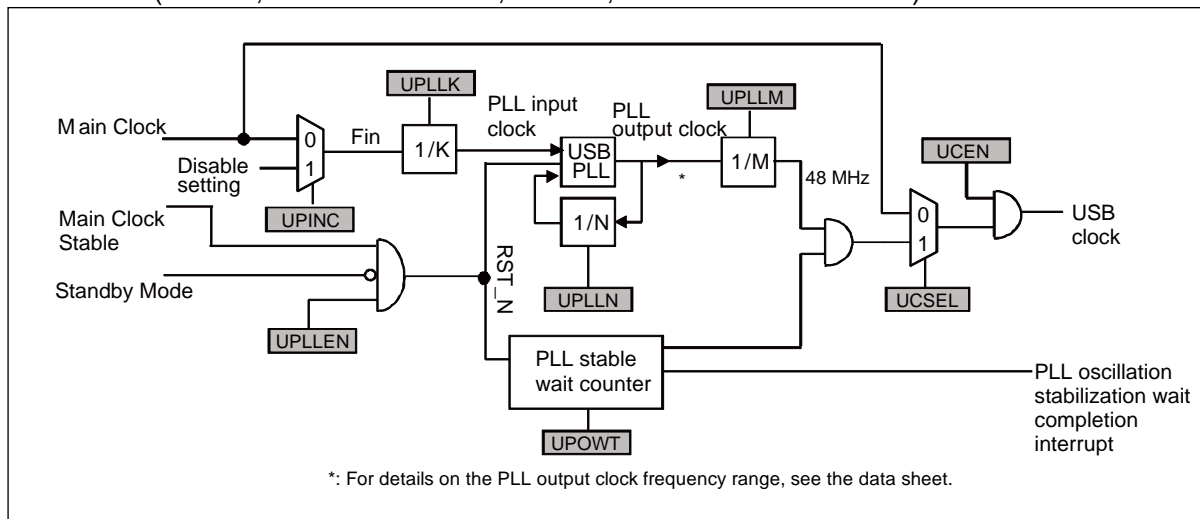 UPLLK
UPLLM
Main Clock
PLL input
clock
PLL
output clock
0
1
Fin
1/K
USB
PLL
*
1/M
UCEN
Disable
setting
48 MHz
UPINC
Main Clock
Stable
1/N
0
1
USB
clock
RST_N
Standby Mode
UPLLN
UCSEL
UPLLEN
PLL stable
wait counter
PLL oscillation
stabilization wait
completion
interrupt
UPOWT
*: For details on the PLL output clock frequency range, see the data sheet.